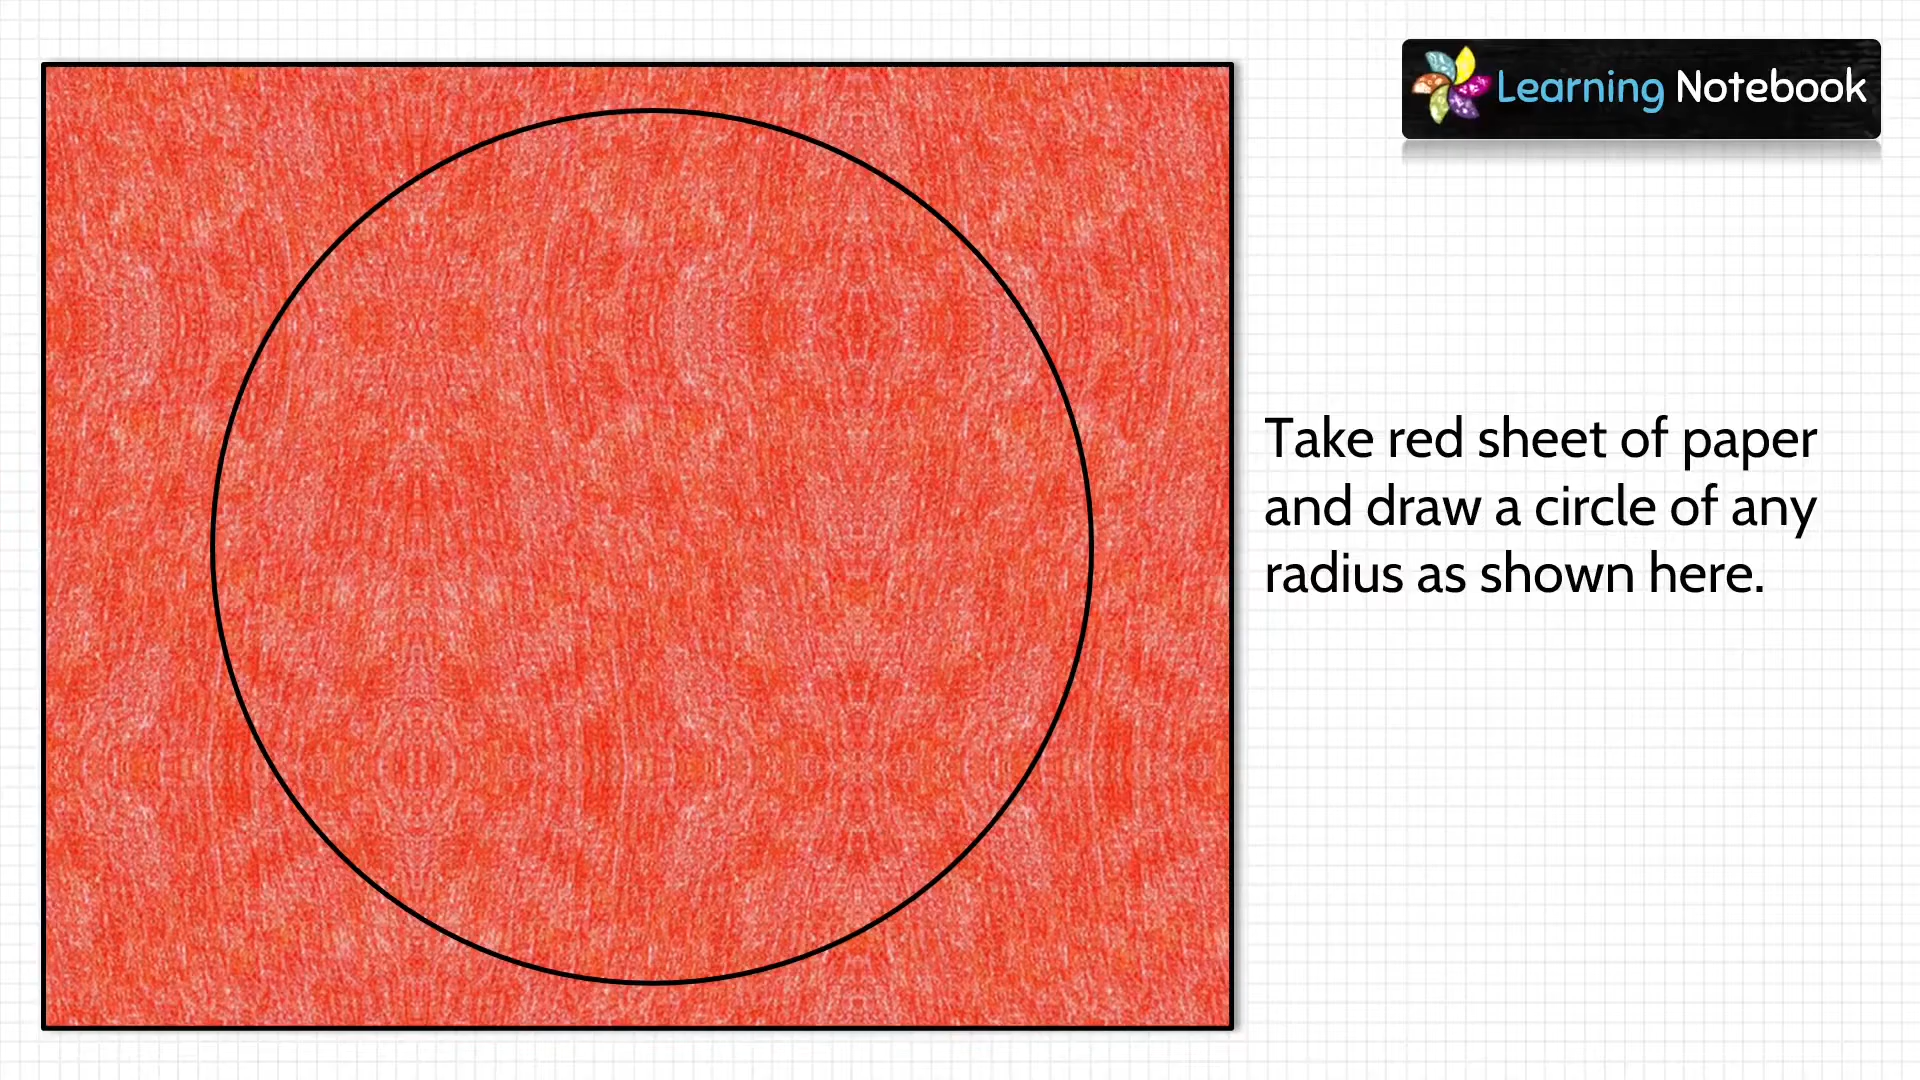 Learning Notebook
Take red sheet of paper
and draw a circle of any
radius as shown here.